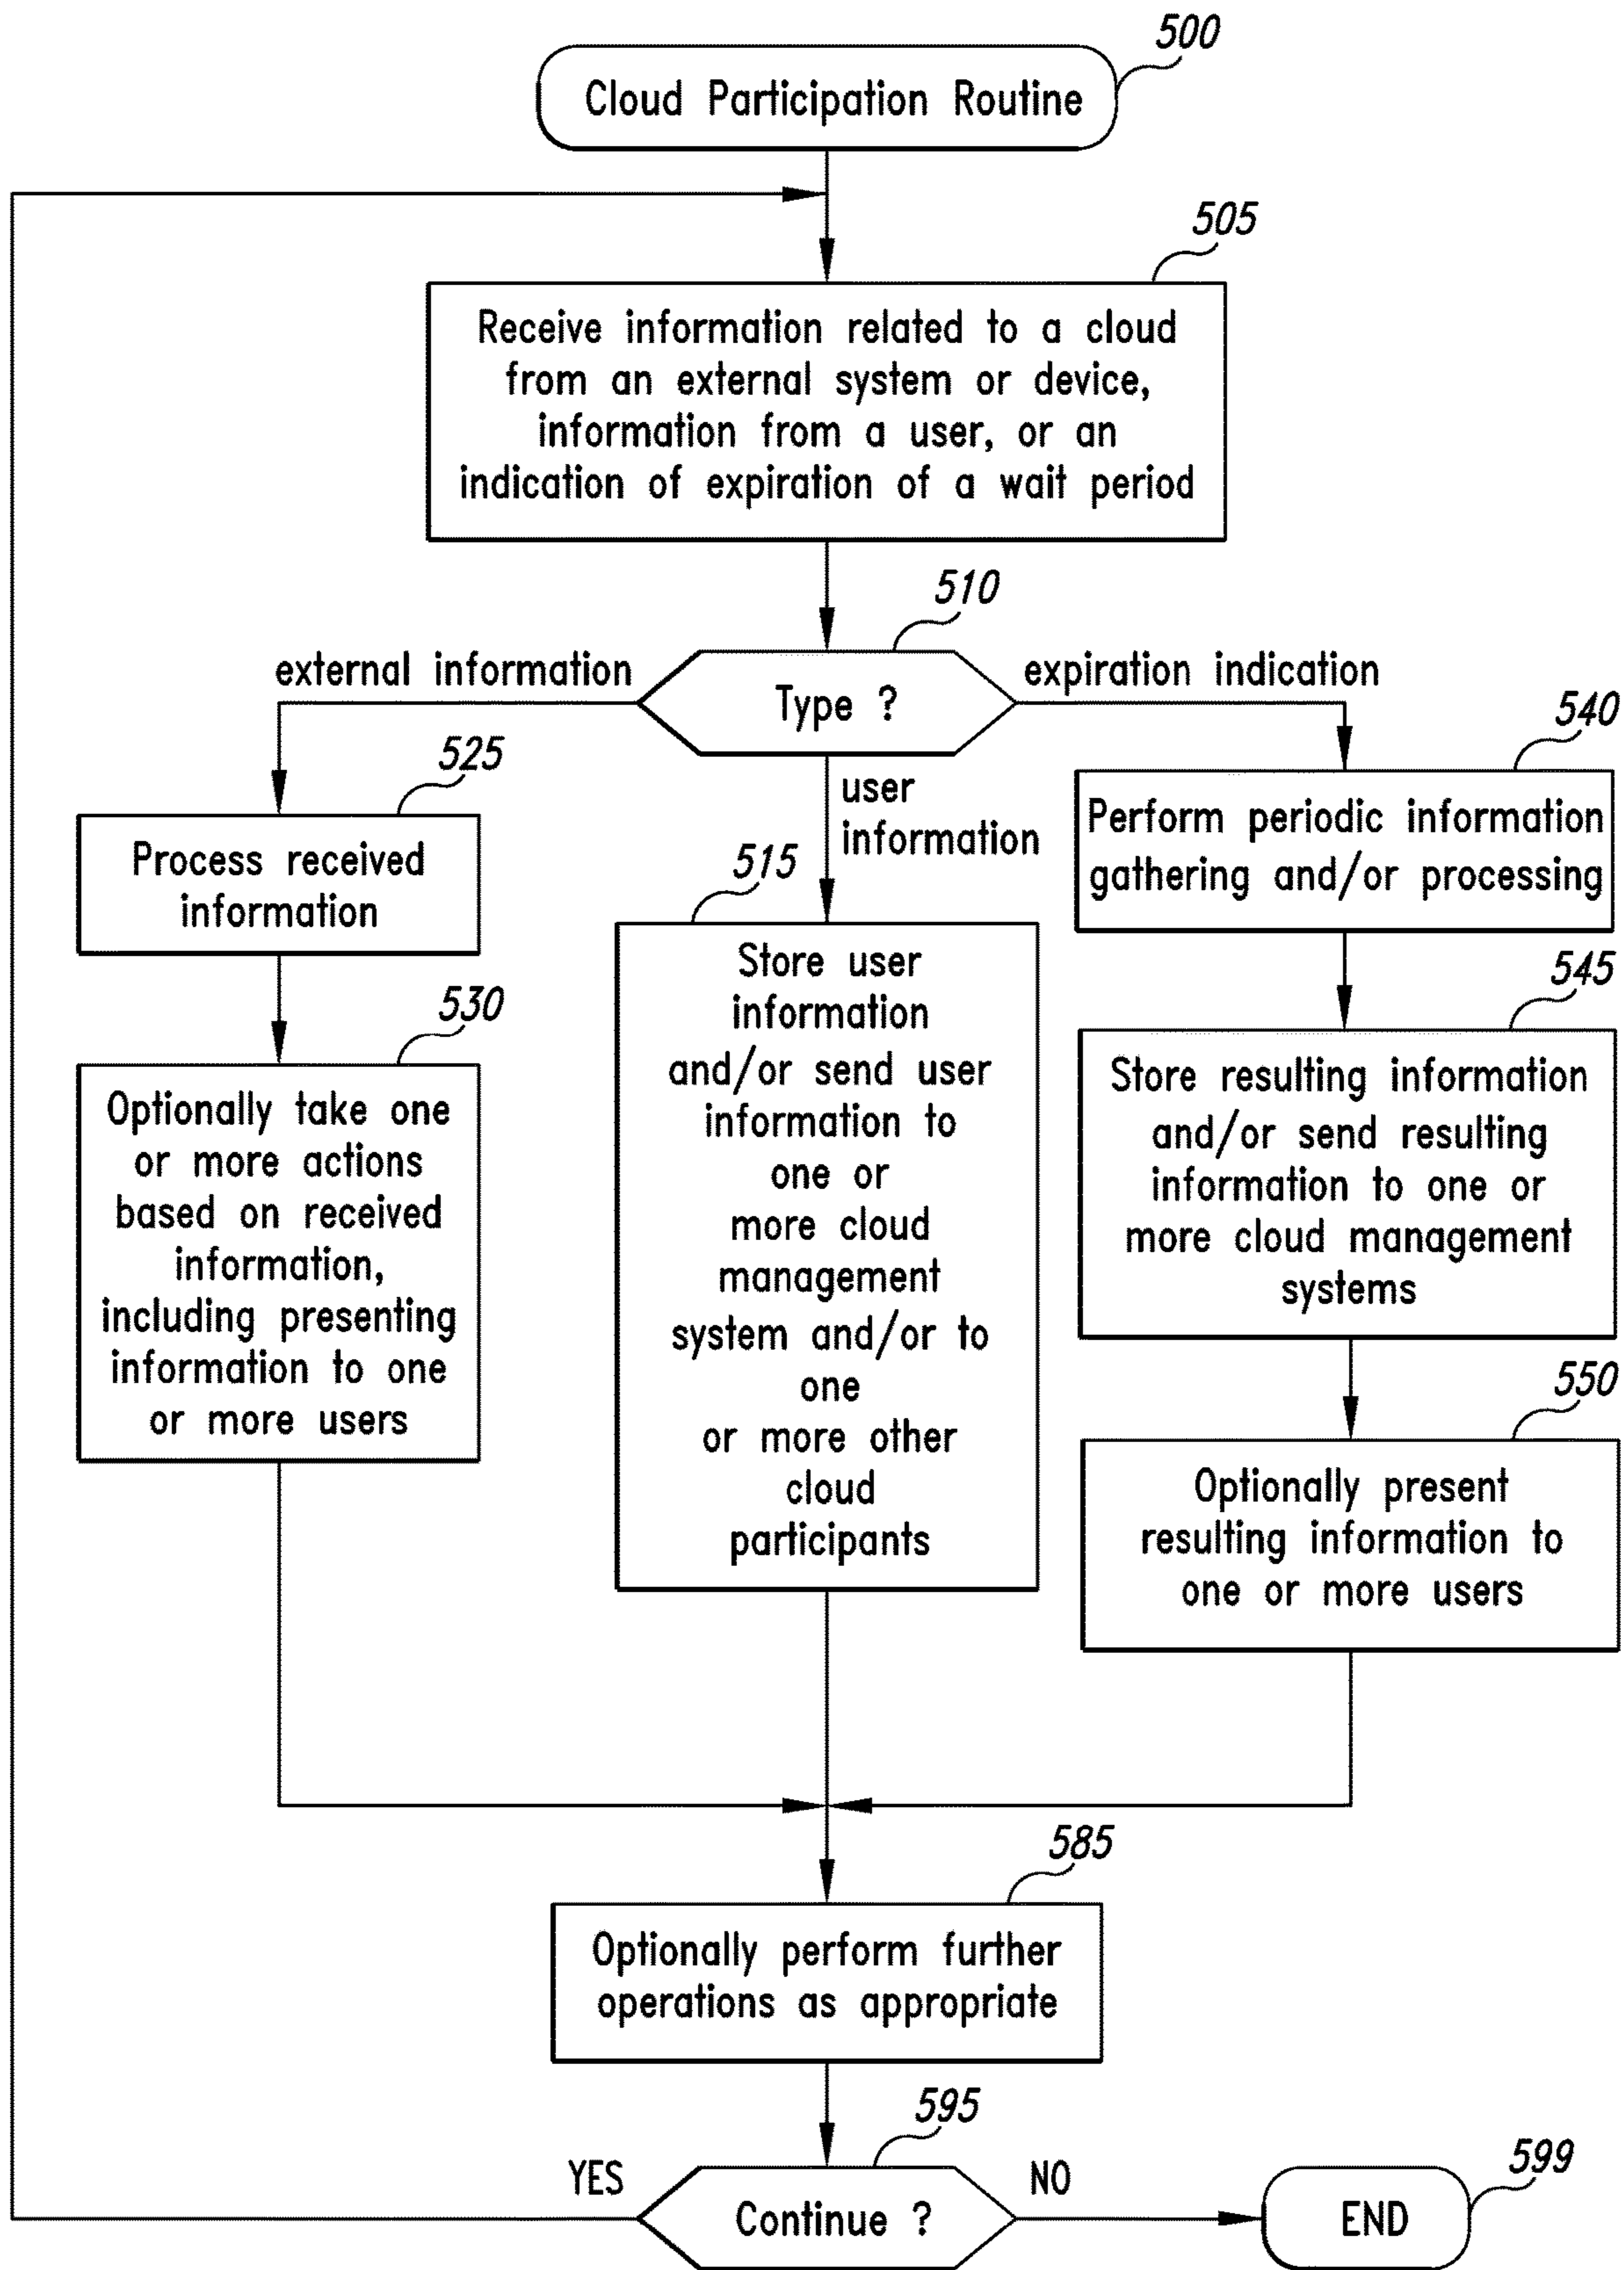 500
Cloud Participation Routine
505
Receive information related to a cloud
from an external system or device,
information from a user, or an
indication of expiration of a wait period
510
external information
Type ?
expiration indication
525
Process received
information
530
Optionally take one
or more actions
based on received
information,
including presenting
information to one
or more users
user
information
515
Store user
information
and/or send user
information to
one or
more cloud
management
system and/or to
one
or more other
cloud
participants
540
Perform periodic information
gathering and/or processing
545
Store resulting information
and/or send resulting
information to one or
more cloud management
systems
550
Optionally present
resulting information to
one or more users
585
Optionally perform further
operations as appropriate
595
YES
Continue ?
NO
599
END